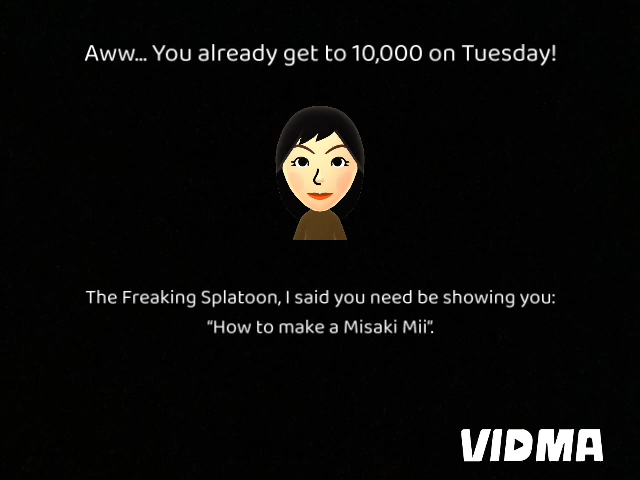 Aww... You already get to 10,000 on Tuesday!
The Freaking Splatoon, I said you need be showing you:
“How to make a Misaki Mii”.
VIDMA